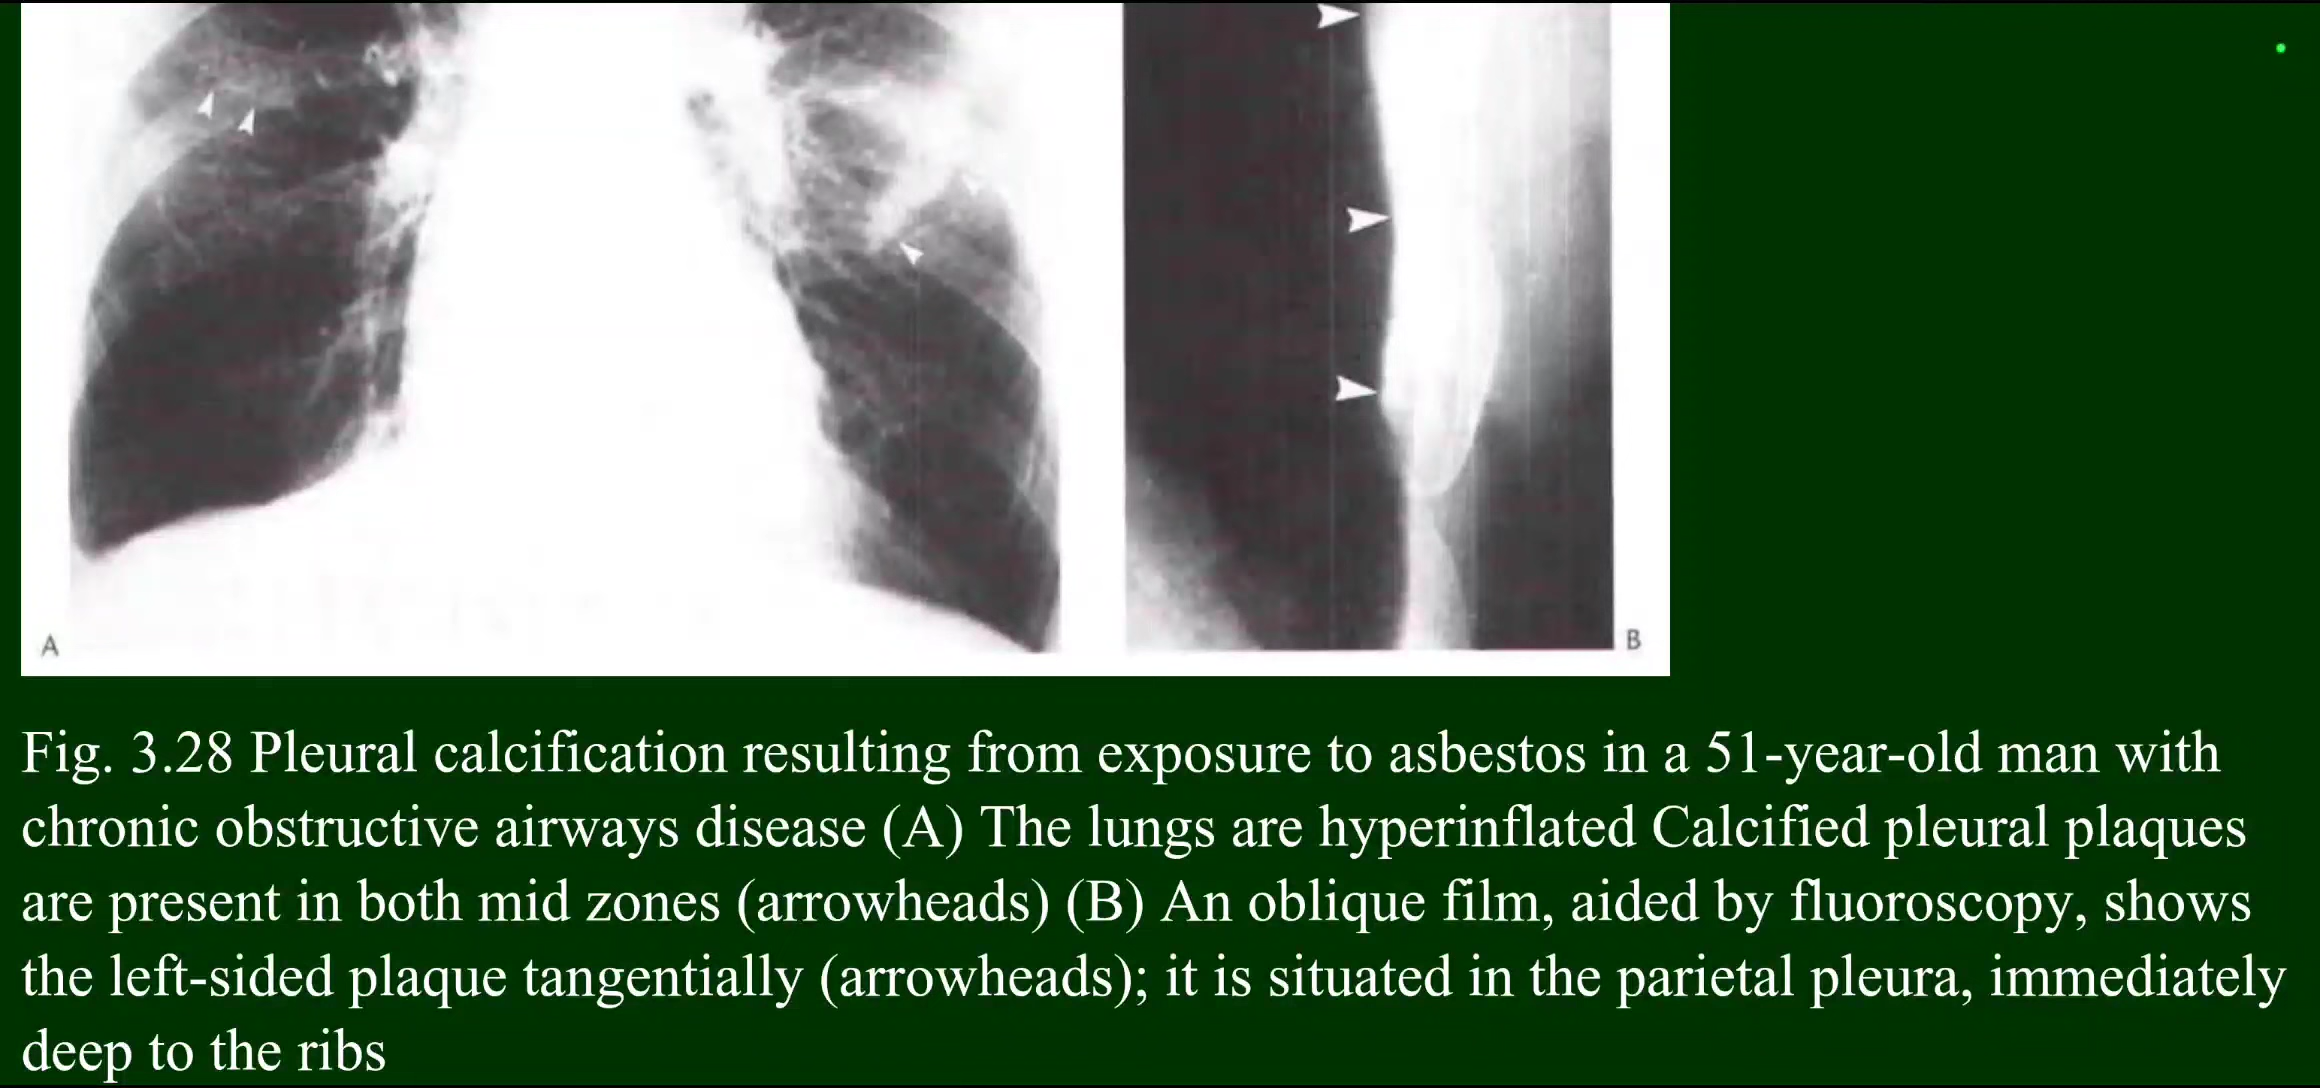 A
B
Fig. 3.28 Pleural calcification resulting from exposure to asbestos in a 51-year-old man with
chronic obstructive airways disease (A) The lungs are hyperinflated Calcified pleural plaques
are present in both mid zones (arrowheads) (B) An oblique film, aided by fluoroscopy, shows
the left-sided plaque tangentially (arrowheads); it is situated in the parietal pleura, immediately
deep to the ribs